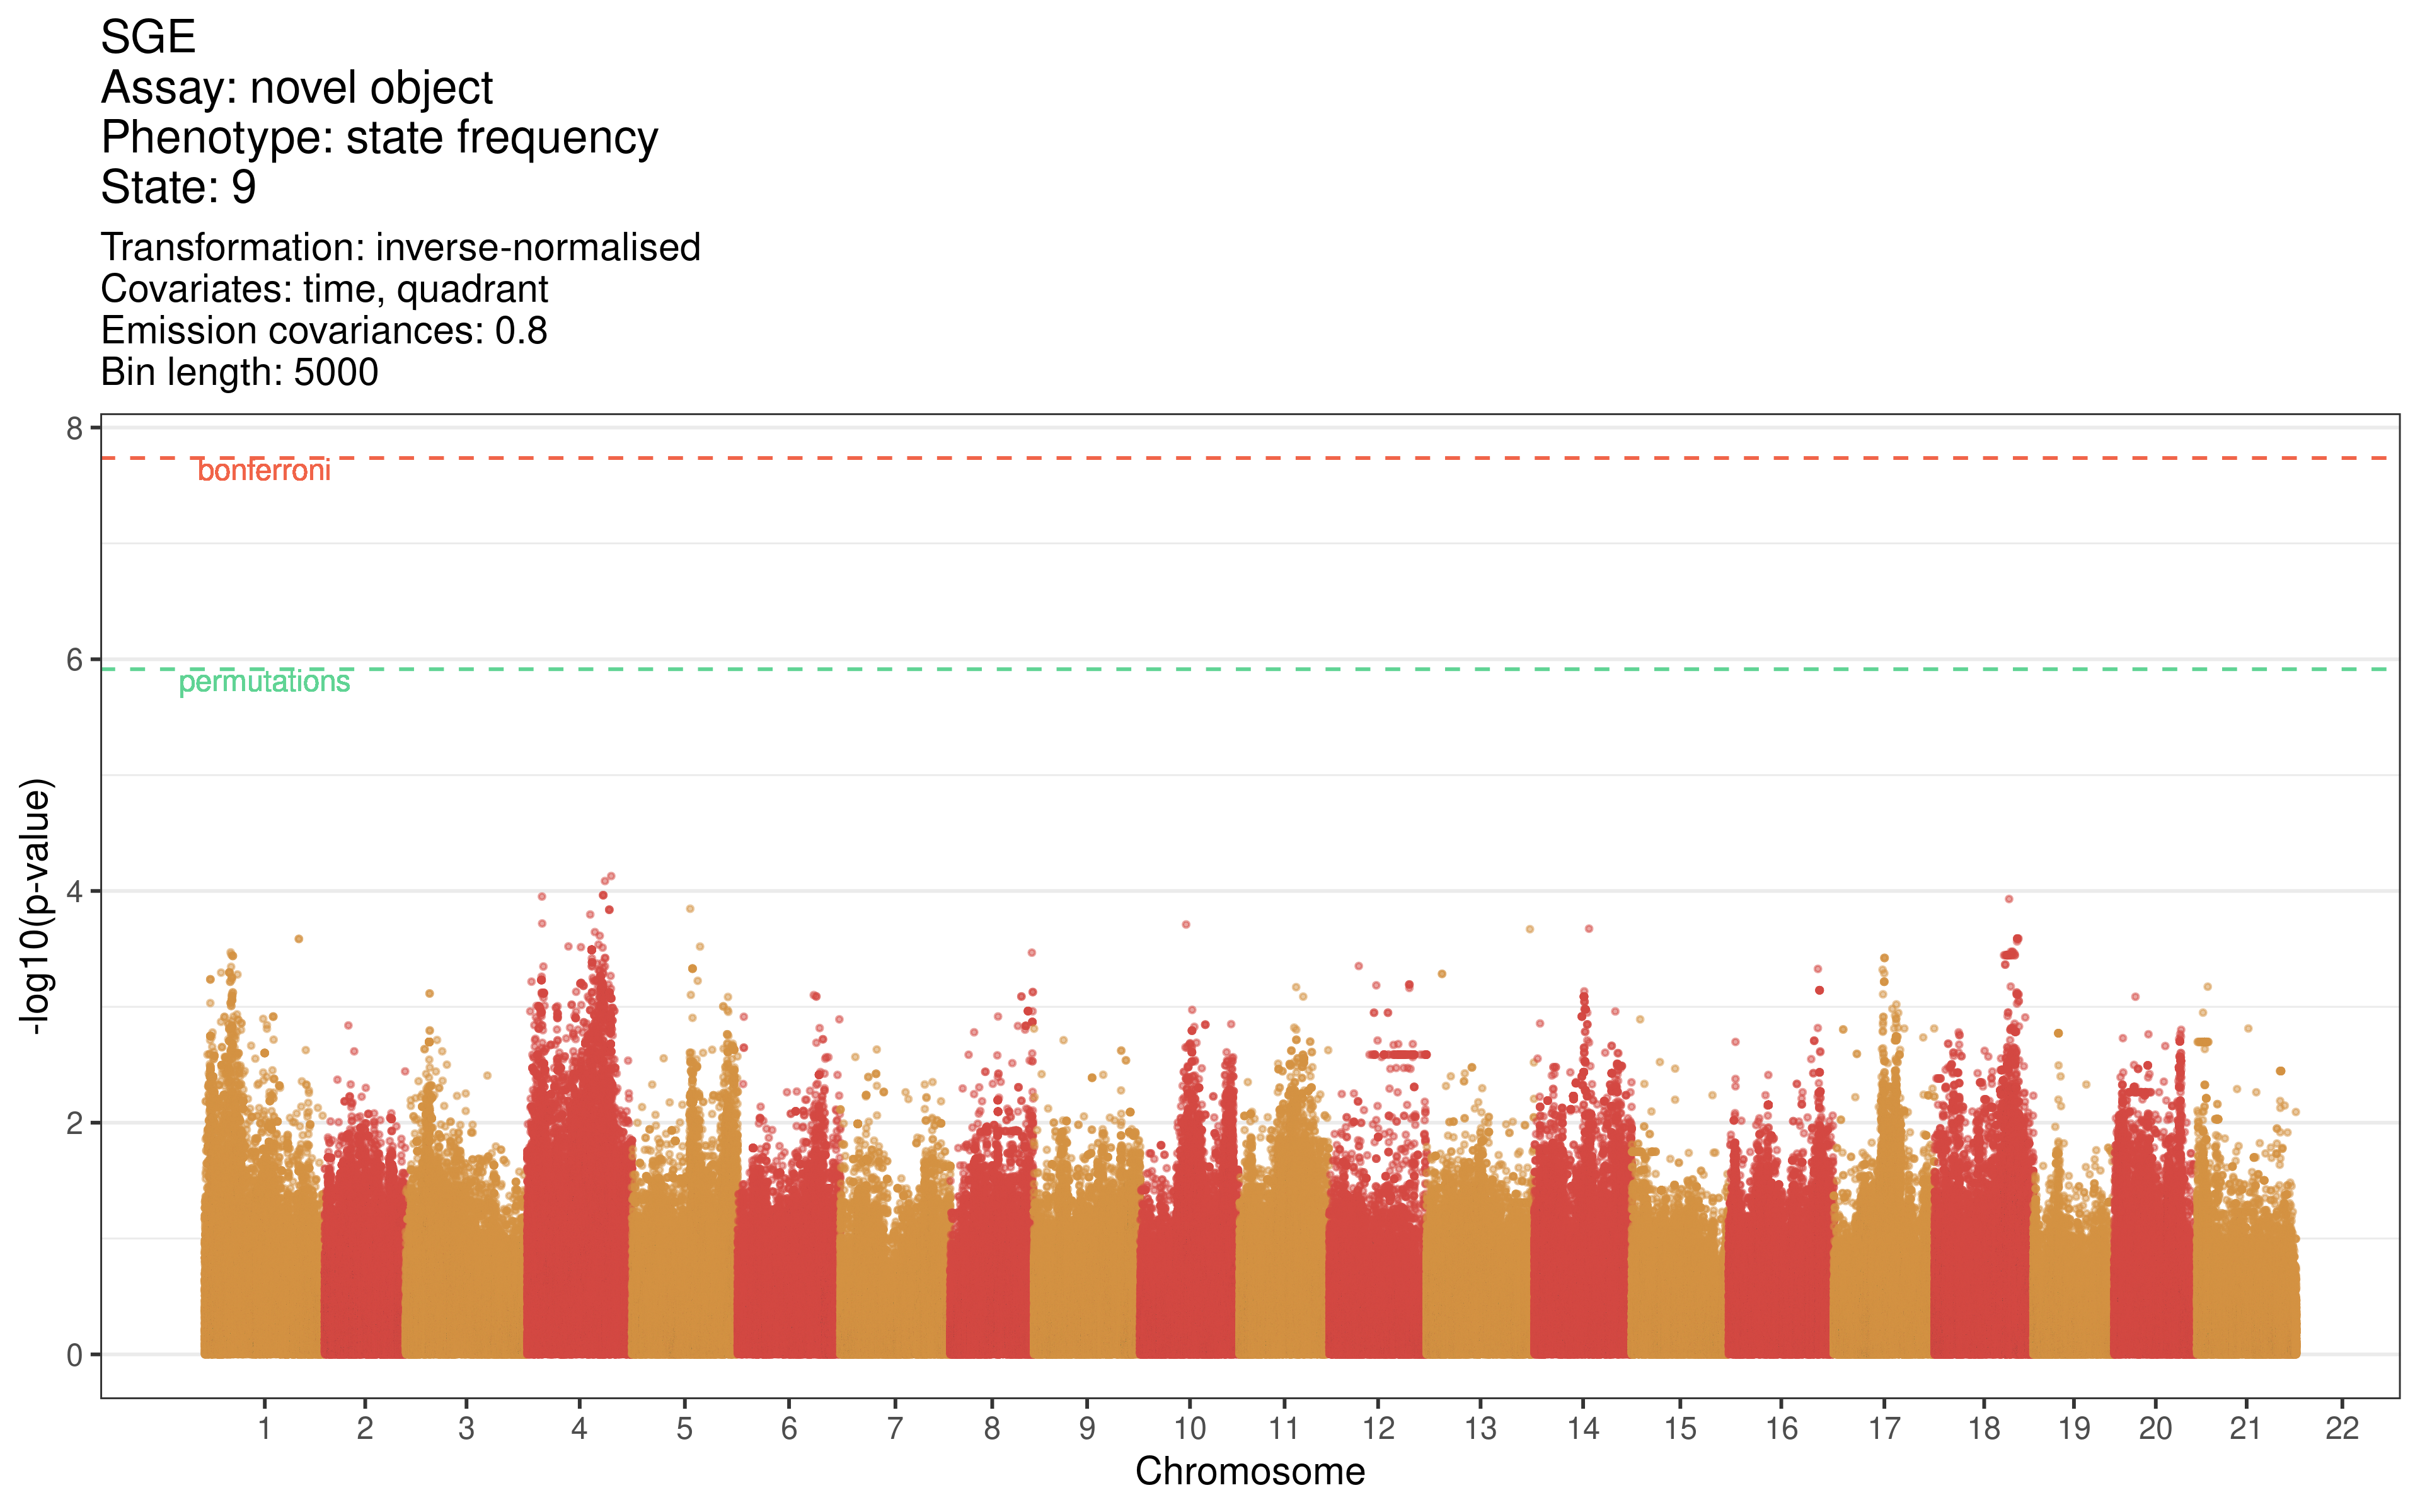 SGE
Assay: novel object
Phenotype: state frequency
State: 9
Transformation: inverse-normalised
Covariates: time, quadrant
Emission covariances: 0.8
Bin length: 5000
8
bonferroni
6
permutations
4
2
0
-log10(p-value)
1 2 3 4 5 6 7 8 9 10 11 12 13 14 15 16 17 18 19 20 21 22
Chromosome